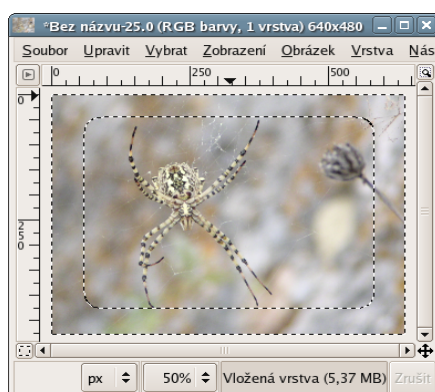 *Bez názvu-25.0 (RGB barvy, 1 vrstva) 640x480
Soubor Upravit Vybrat Zobrazení Obrázek Vrstva Nás
0 250 500
0
250
px 50% Vložená vrstva (5,37 MB) Zrušit